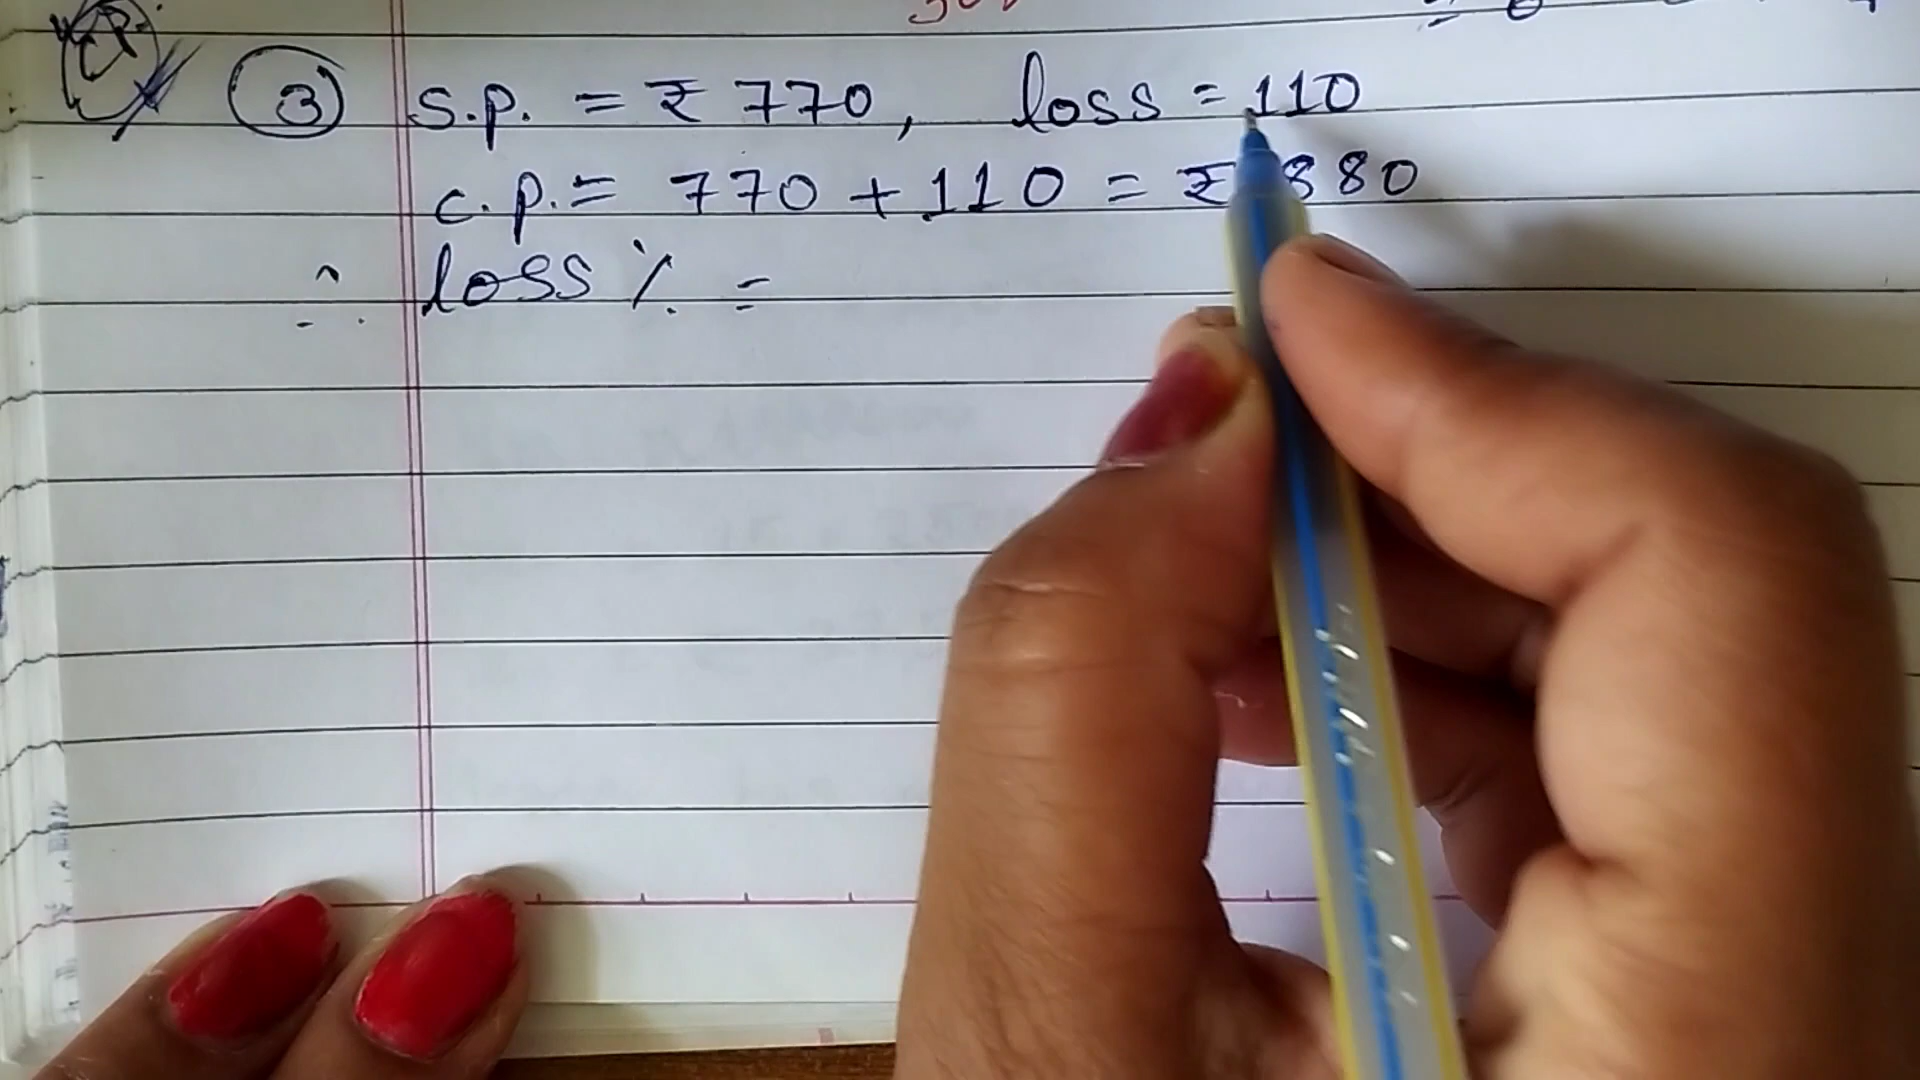 ③ s.p. = ₹ 770, loss = 110
c.p. = 770 + 110 = ₹ 880
∴ loss % =